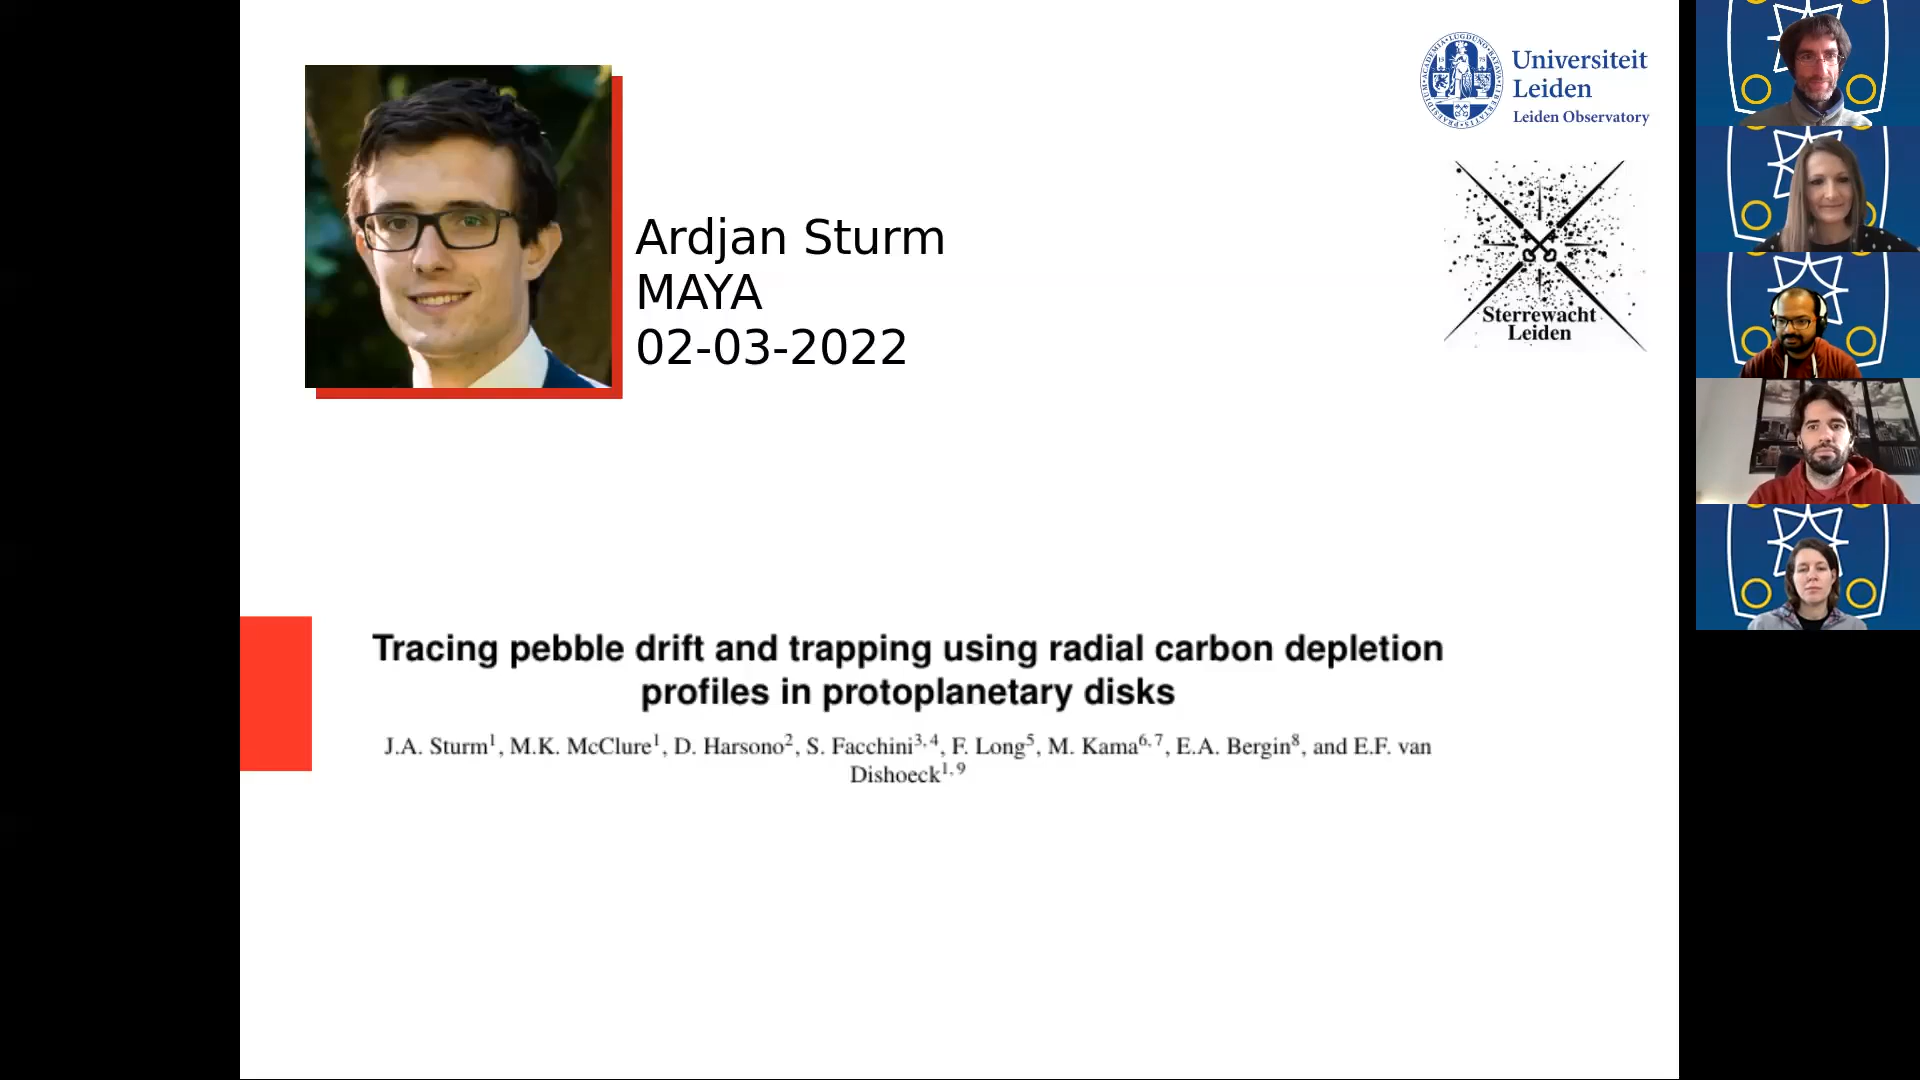 Universiteit
Leiden
Leiden Observatory
Ardjan Sturm
MAYA
02-03-2022
Sterrewacht
Leiden
Tracing pebble drift and trapping using radial carbon depletion
profiles in protoplanetary disks
J.A. Sturm1, M.K. McClure1, D. Harsono2, S. Facchini3,4, F. Long5, M. Kama6,7, E.A. Bergin8, and E.F. van
Dishoeck1,9